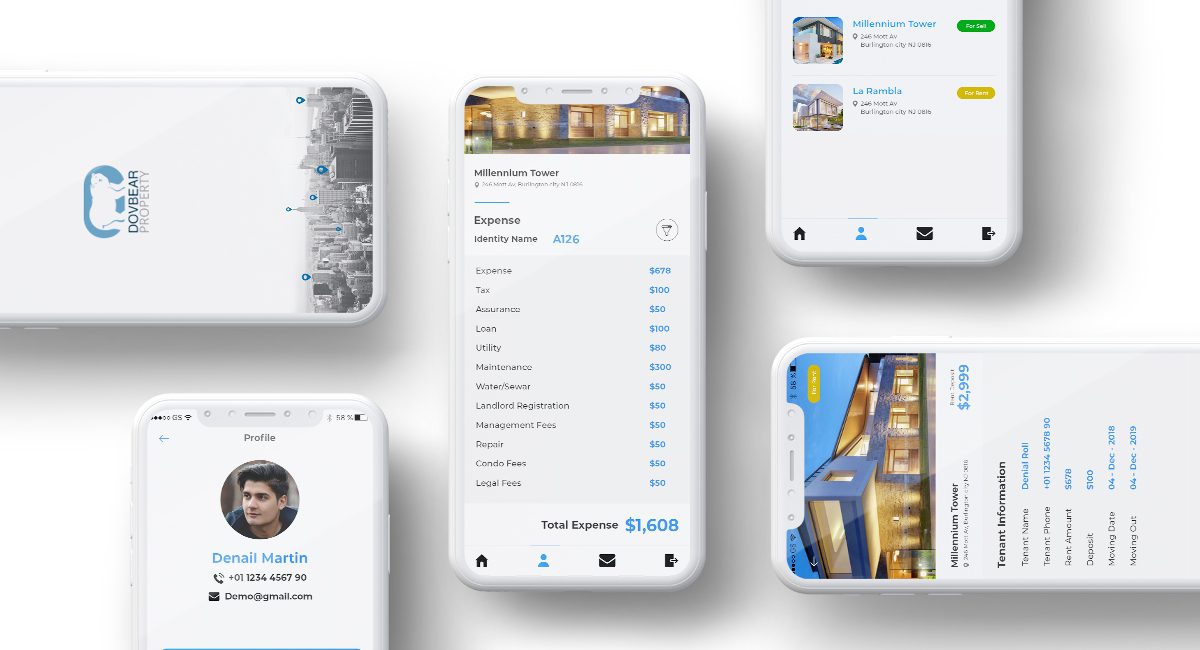 DOVBEAR
PROPERTY
GS
58 %
Profile
Denail Martin
+01 1234 4567 90
Demo@gmail.com
Millennium Tower
246 Mott Av, Burlington city NJ 0816
Expense
Identity Name A126
Expense $678
Tax $100
Assurance $50
Loan $100
Utility $80
Maintenance $300
Water/Sewar $50
Landlord Registration $50
Management Fees $50
Repair $50
Condo Fees $50
Legal Fees $50
Total Expense $1,608
Millennium Tower
For Sell
246 Mott Av
Burlington city NJ 0816
La Rambla
For Rent
246 Mott Av
Burlington city NJ 0816
GS
58 %
For Rent
Millennium Tower
246 Mott Av, Burlington city NJ 0816
Rent Deposit
$2,999
Tenant Information
Tenant Name Denial Roll
Tenant Phone +01 1234 5678 90
Rent Amount $678
Deposit $100
Moving Date 04 - Dec - 2018
Moving Out 04 - Dec - 2019